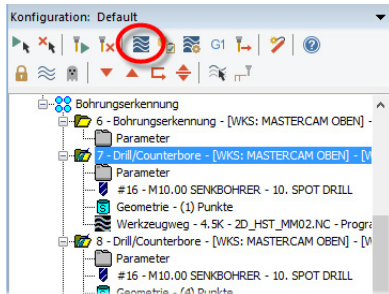 Konfiguration: Default
G1
Bohrungserkennung
6 - Bohrungserkennung - [WKS: MASTERCAM OBEN] -
Parameter
7 - Drill/Counterbore - [WKS: MASTERCAM OBEN] - [W
Parameter
#16 - M10.00 SENKBOHRER - 10. SPOT DRILL
Geometrie - (1) Punkte
Werkzeugweg - 4.5K - 2D_HST_MM02.NC - Progra
8 - Drill/Counterbore - [WKS: MASTERCAM OBEN] - [W
Parameter
#16 - M10.00 SENKBOHRER - 10. SPOT DRILL
Geometrie - (4) Punkte